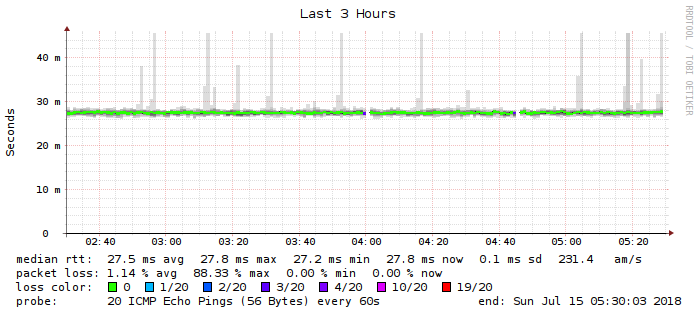 Last 3 Hours
RRDTOOL / TOBI OETIKER
Seconds
40 m
30 m
20 m
10 m
0
02:40 03:00 03:20 03:40 04:00 04:20 04:40 05:00 05:20
median rtt: 27.5 ms avg 27.8 ms max 27.2 ms min 27.8 ms now 0.1 ms sd 231.4 am/s
packet loss: 1.14 % avg 88.33 % max 0.00 % min 0.00 % now
loss color: 0 1/20 2/20 3/20 4/20 10/20 19/20
probe: 20 ICMP Echo Pings (56 Bytes) every 60s end: Sun Jul 15 05:30:03 2018